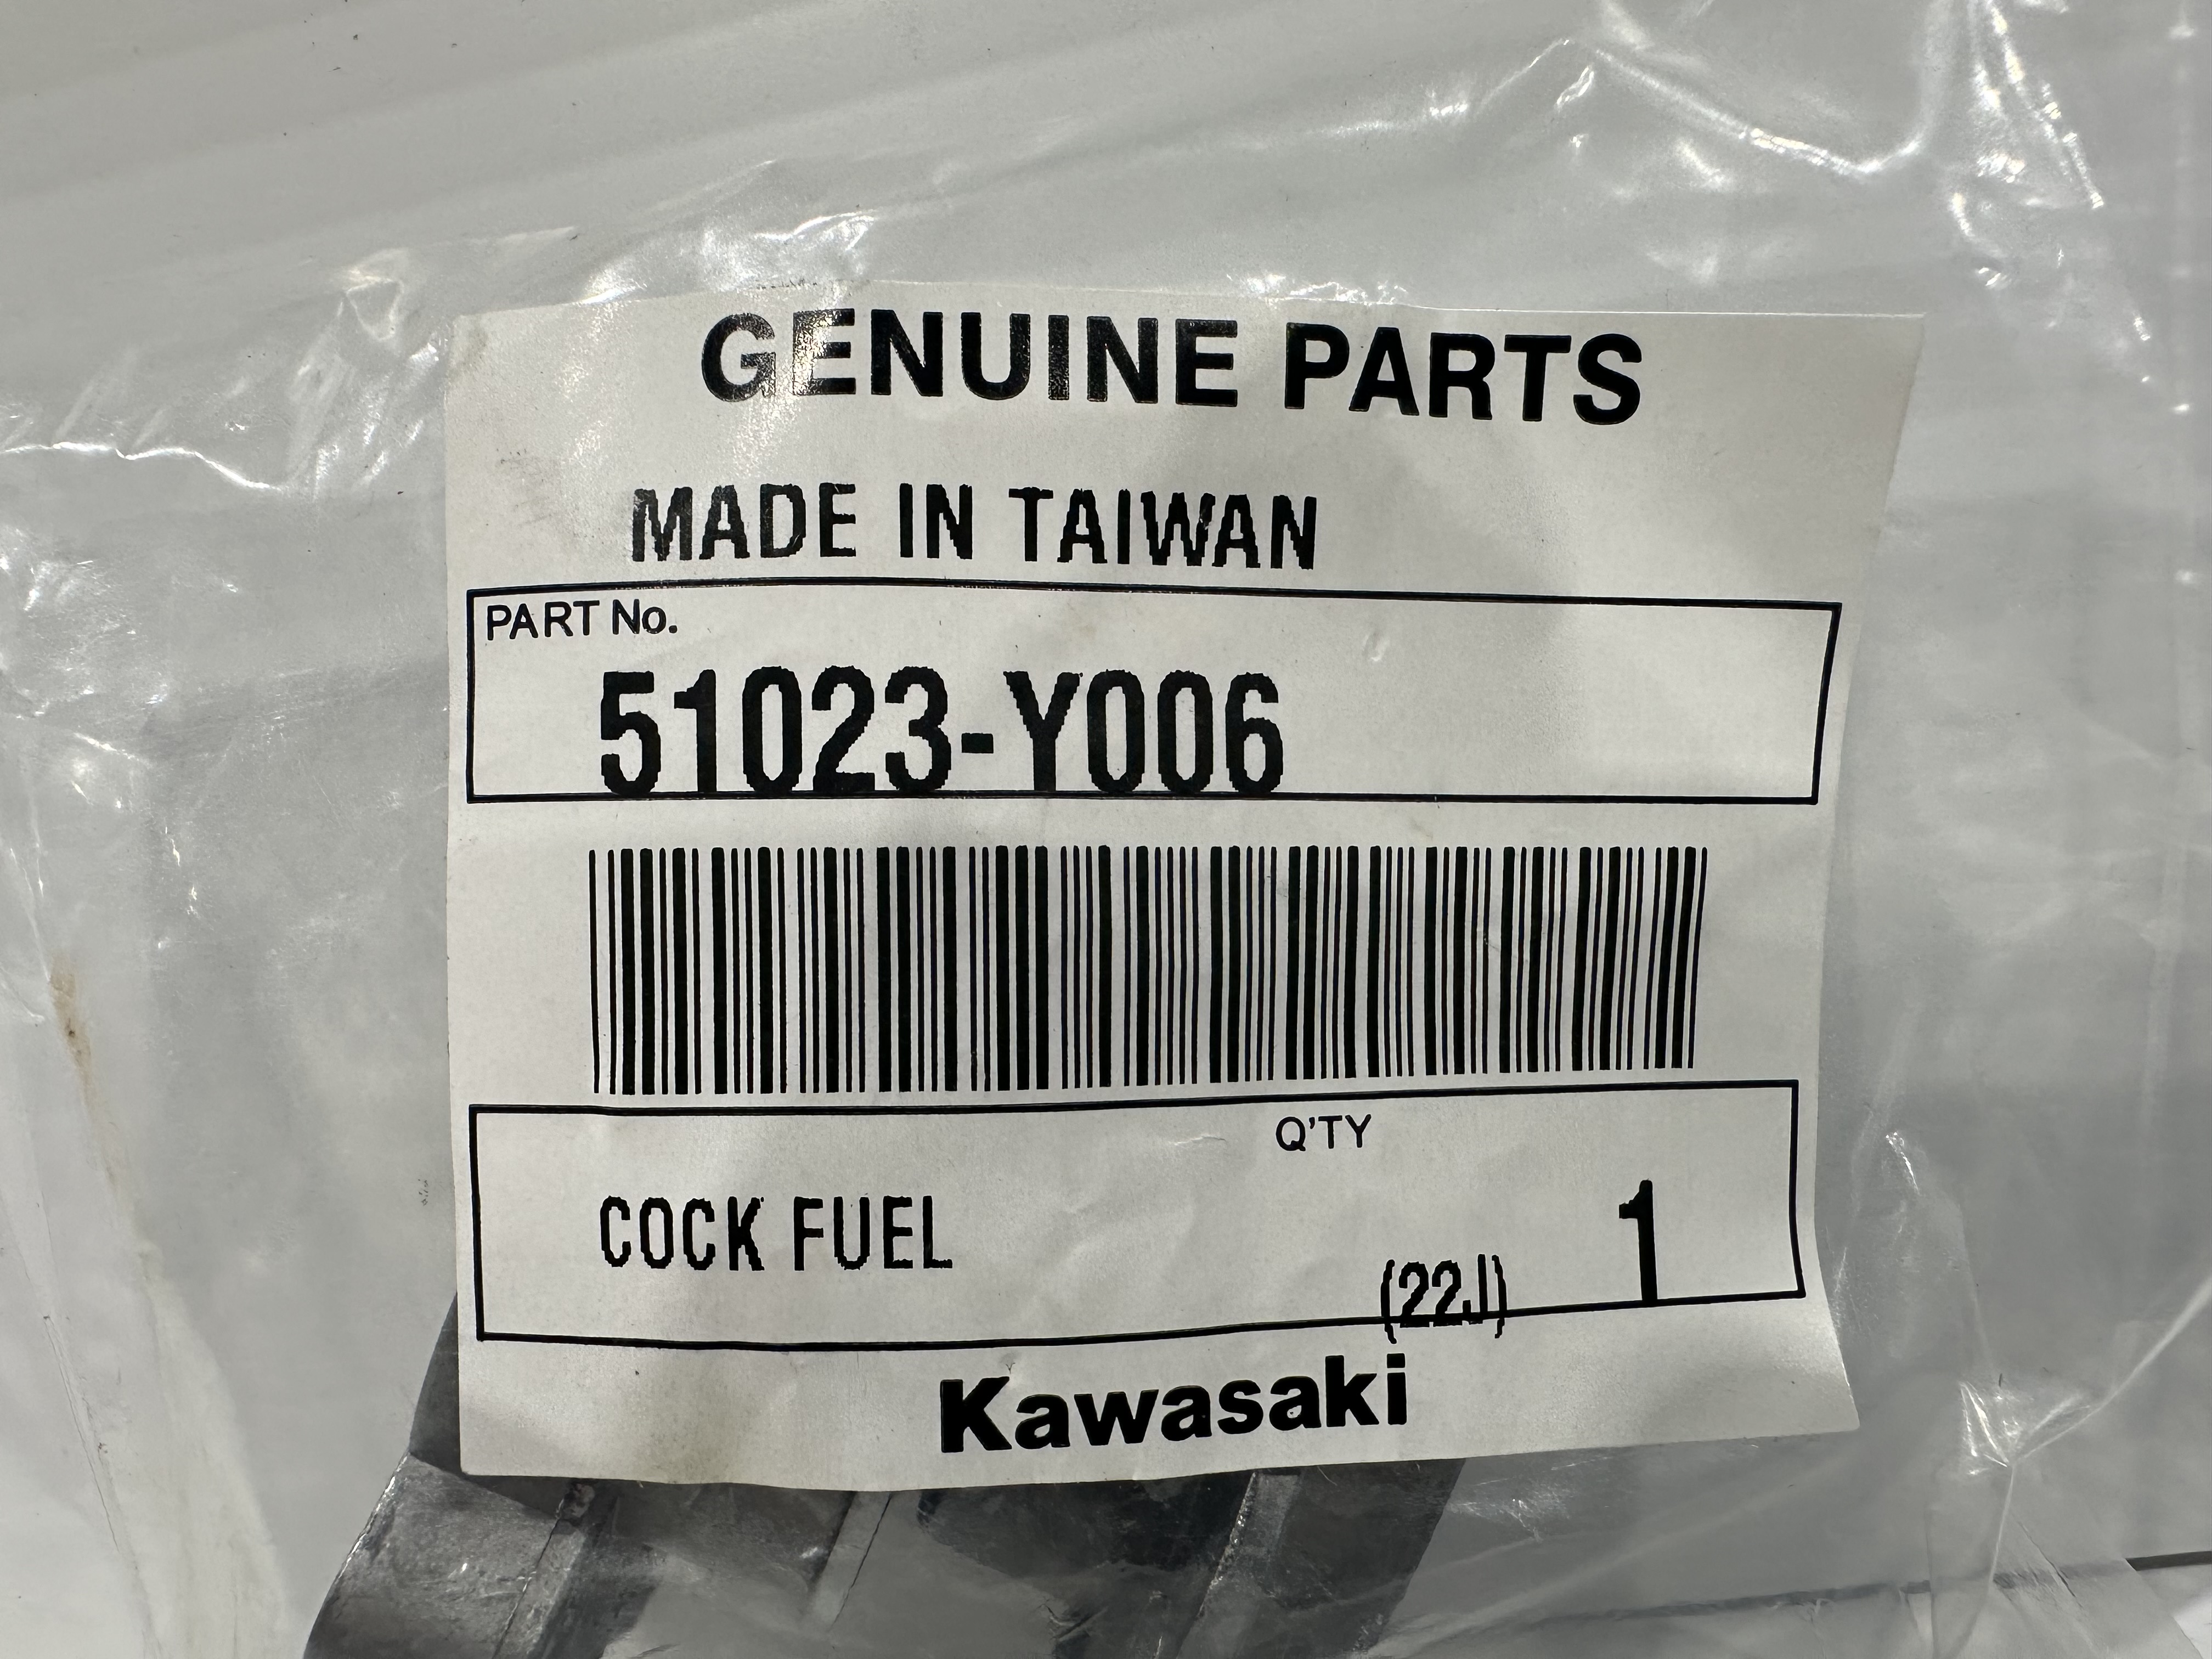 GENUINE PARTS
MADE IN TAIWAN
PART No.
51023-Y006
Q'TY
COCK FUEL
1
(22J)
Kawasaki